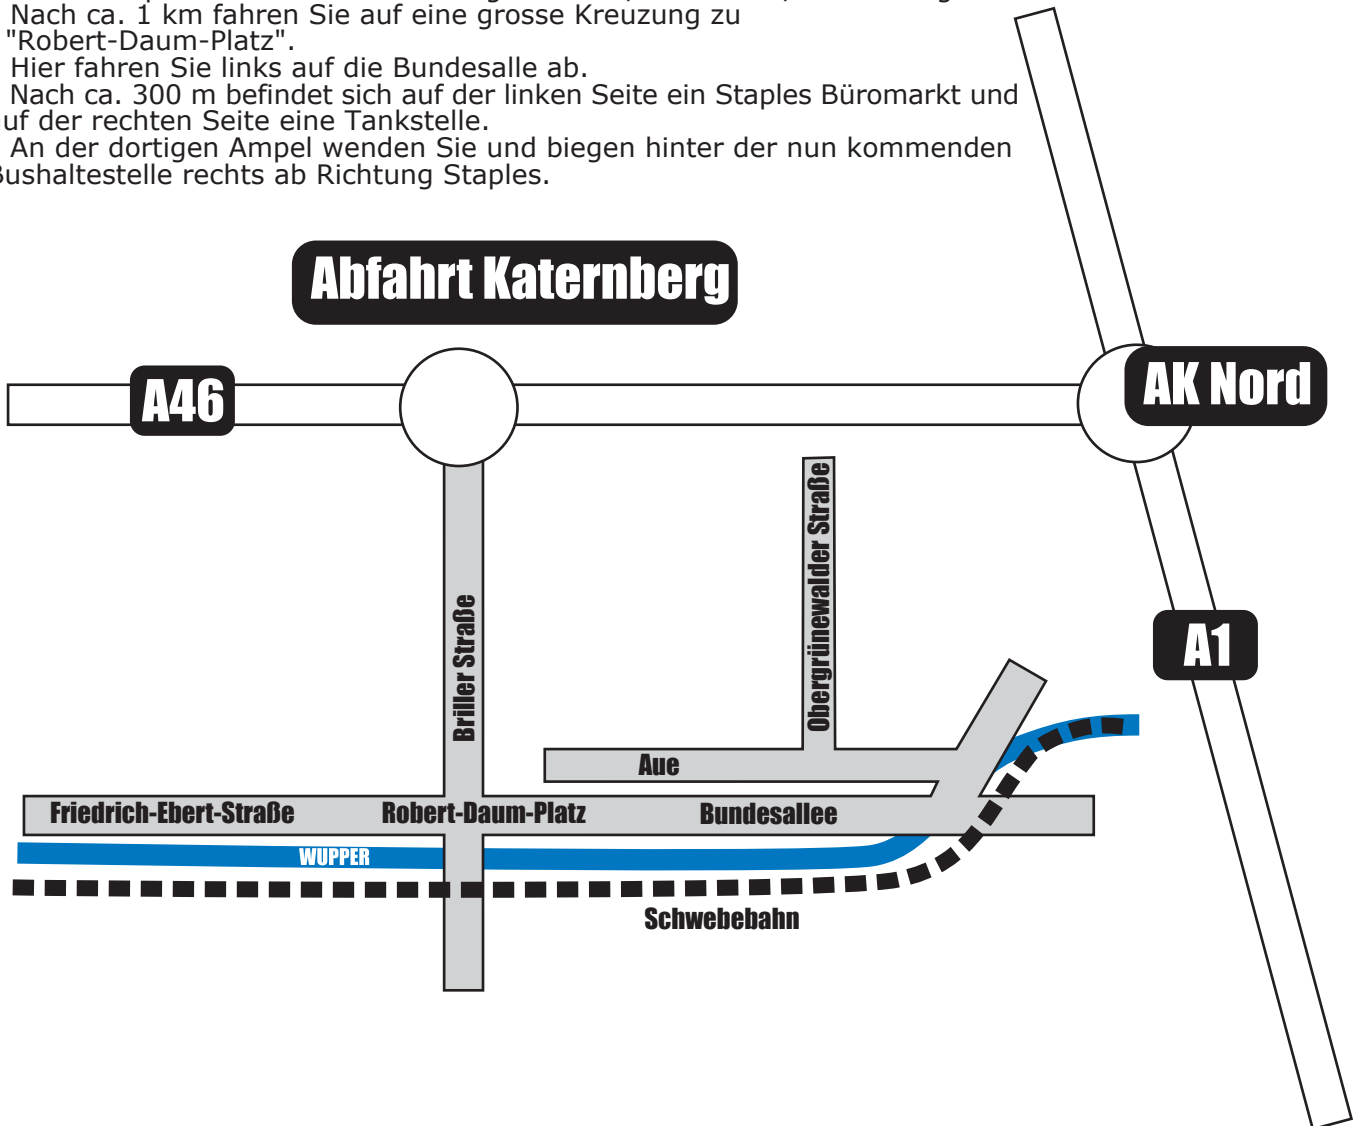 Nach ca. 1 km fahren Sie auf eine grosse Kreuzung zu
"Robert-Daum-Platz".
Hier fahren Sie links auf die Bundesalle ab.
Nach ca. 300 m befindet sich auf der linken Seite ein Staples Büromarkt und
auf der rechten Seite eine Tankstelle.
An der dortigen Ampel wenden Sie und biegen hinter der nun kommenden
Bushaltestelle rechts ab Richtung Staples.
Abfahrt Katernberg
A46
AK Nord
Obergrünewalder Straße
Briller Straße
A1
Aue
Friedrich-Ebert-Straße
Robert-Daum-Platz
Bundesallee
WUPPER
Schwebebahn